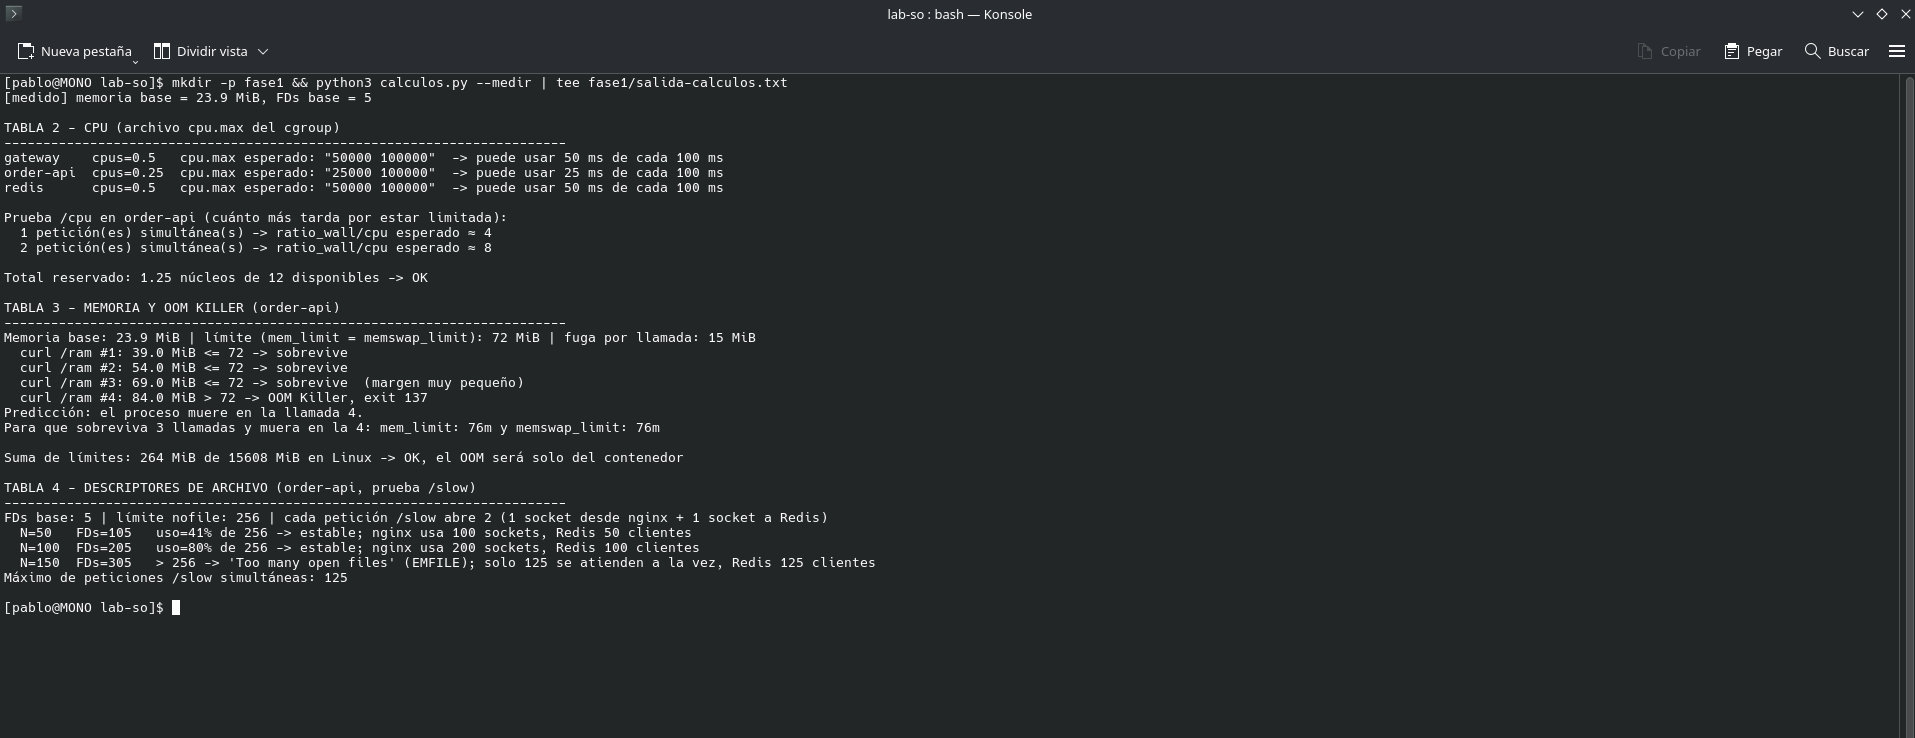 lab-so : bash — Konsole
Nueva pestaña Dividir vista Copiar Pegar Buscar
[pablo@MONO lab-so]$ mkdir -p fase1 && python3 calculos.py --medir | tee fase1/salida-calculos.txt
[medido] memoria base = 23.9 MiB, FDs base = 5
TABLA 2 - CPU (archivo cpu.max del cgroup)
----------------------------------------------------------------------
gateway    cpus=0.5   cpu.max esperado: "50000 100000"  -> puede usar 50 ms de cada 100 ms
order-api  cpus=0.25  cpu.max esperado: "25000 100000"  -> puede usar 25 ms de cada 100 ms
redis      cpus=0.5   cpu.max esperado: "50000 100000"  -> puede usar 50 ms de cada 100 ms
Prueba /cpu en order-api (cuánto más tarda por estar limitada):
  1 petición(es) simultánea(s) -> ratio_wall/cpu esperado ≈ 4
  2 petición(es) simultánea(s) -> ratio_wall/cpu esperado ≈ 8
Total reservado: 1.25 núcleos de 12 disponibles -> OK
TABLA 3 - MEMORIA Y OOM KILLER (order-api)
----------------------------------------------------------------------
Memoria base: 23.9 MiB | límite (mem_limit = memswap_limit): 72 MiB | fuga por llamada: 15 MiB
  curl /ram #1: 39.0 MiB <= 72 -> sobrevive
  curl /ram #2: 54.0 MiB <= 72 -> sobrevive
  curl /ram #3: 69.0 MiB <= 72 -> sobrevive  (margen muy pequeño)
  curl /ram #4: 84.0 MiB > 72 -> OOM Killer, exit 137
Predicción: el proceso muere en la llamada 4.
Para que sobreviva 3 llamadas y muera en la 4: mem_limit: 76m y memswap_limit: 76m
Suma de límites: 264 MiB de 15608 MiB en Linux -> OK, el OOM será solo del contenedor
TABLA 4 - DESCRIPTORES DE ARCHIVO (order-api, prueba /slow)
----------------------------------------------------------------------
FDs base: 5 | límite nofile: 256 | cada petición /slow abre 2 (1 socket desde nginx + 1 socket a Redis)
  N=50   FDs=105   uso=41% de 256 -> estable; nginx usa 100 sockets, Redis 50 clientes
  N=100  FDs=205   uso=80% de 256 -> estable; nginx usa 200 sockets, Redis 100 clientes
  N=150  FDs=305   > 256 -> 'Too many open files' (EMFILE); solo 125 se atienden a la vez, Redis 125 clientes
Máximo de peticiones /slow simultáneas: 125
[pablo@MONO lab-so]$